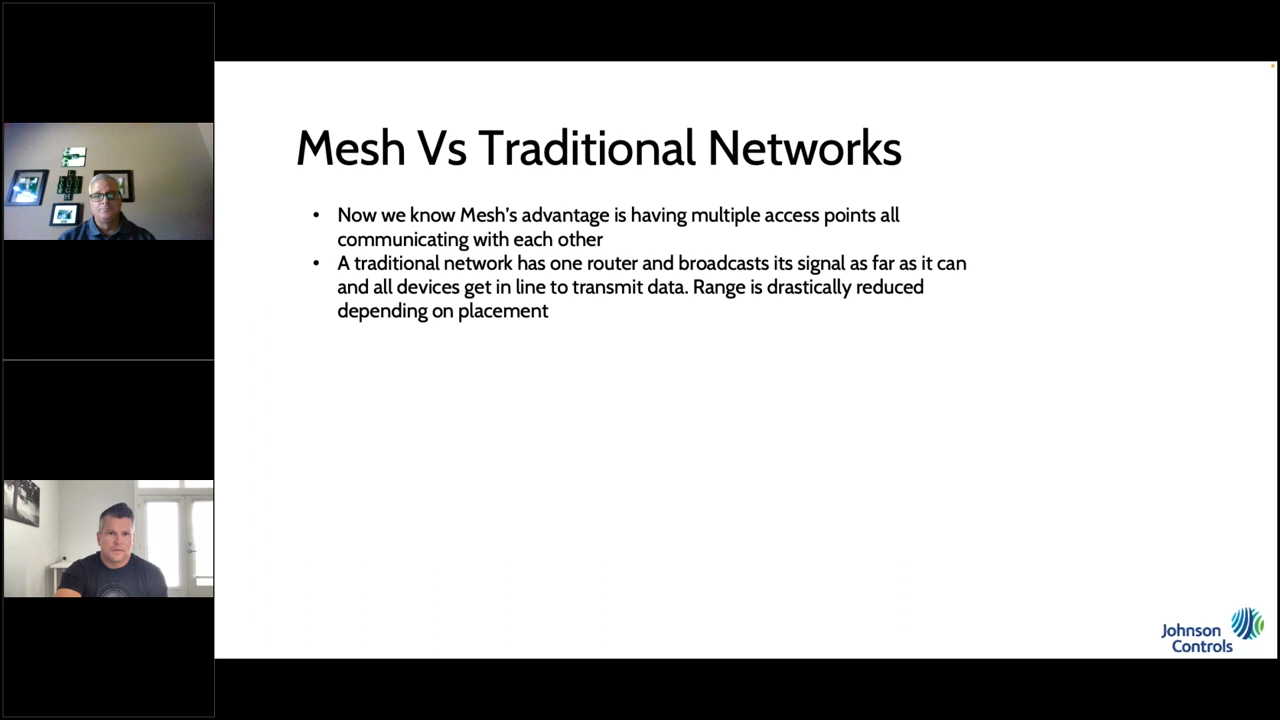 Mesh Vs Traditional Networks
• Now we know Mesh's advantage is having multiple access points all
communicating with each other
• A traditional network has one router and broadcasts its signal as far as it can
and all devices get in line to transmit data. Range is drastically reduced
depending on placement
Johnson
Controls